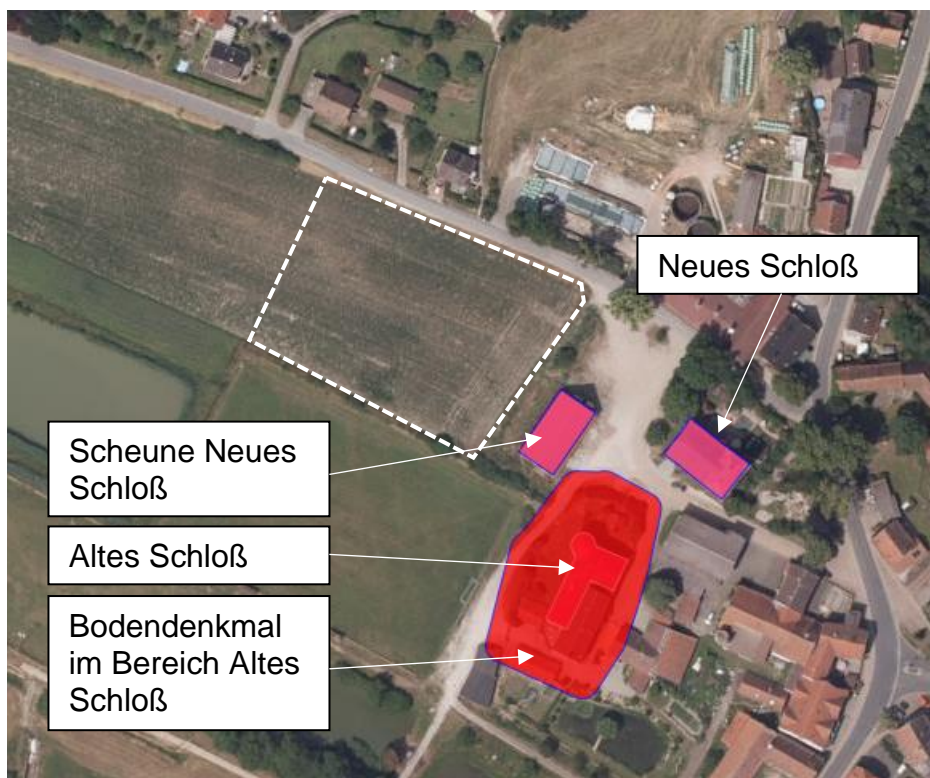 Neues Schloß
Scheune Neues
Schloß
Altes Schloß
Bodendenkmal
im Bereich Altes
Schloß